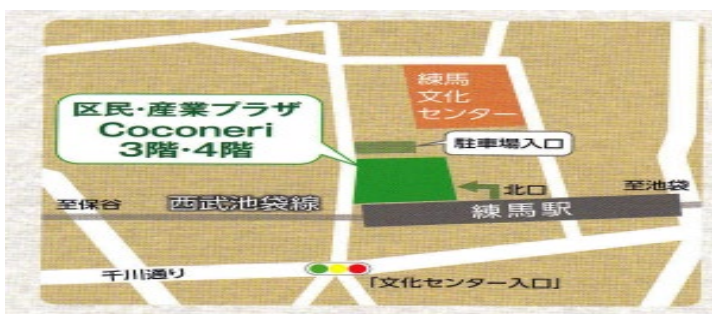 練馬
文化
センター
区民・産業プラザ
Coconeri
3階・4階
駐車場入口
北口
至池袋
至保谷
西武池袋線
練馬駅
千川通り
「文化センター入口」